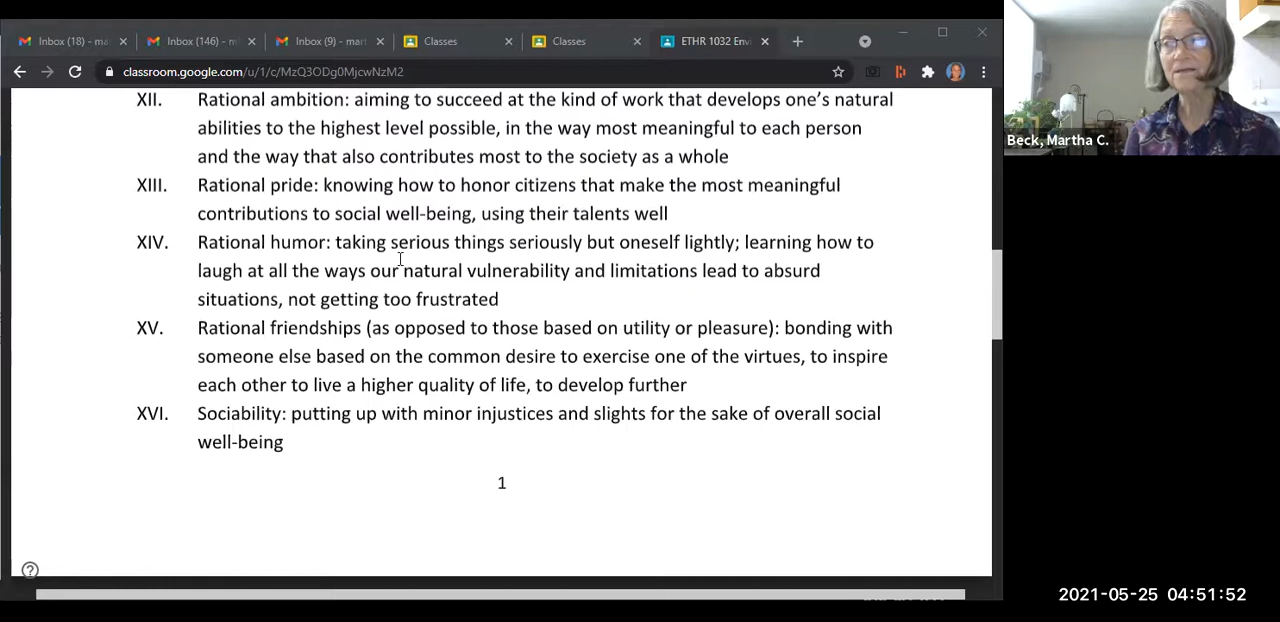 Inbox (18) - ma
Inbox (146) - m
Inbox (9) - mart
Classes
Classes
ETHR 1032 Envi
classroom.google.com/u/1/c/MzQ3ODg0MjcwNzM2
XII. Rational ambition: aiming to succeed at the kind of work that develops one's natural
abilities to the highest level possible, in the way most meaningful to each person
and the way that also contributes most to the society as a whole
XIII. Rational pride: knowing how to honor citizens that make the most meaningful
contributions to social well-being, using their talents well
XIV. Rational humor: taking serious things seriously but oneself lightly; learning how to
laugh at all the ways our natural vulnerability and limitations lead to absurd
situations, not getting too frustrated
XV. Rational friendships (as opposed to those based on utility or pleasure): bonding with
someone else based on the common desire to exercise one of the virtues, to inspire
each other to live a higher quality of life, to develop further
XVI. Sociability: putting up with minor injustices and slights for the sake of overall social
well-being
1
Beck, Martha C.
2021-05-25 04:51:52